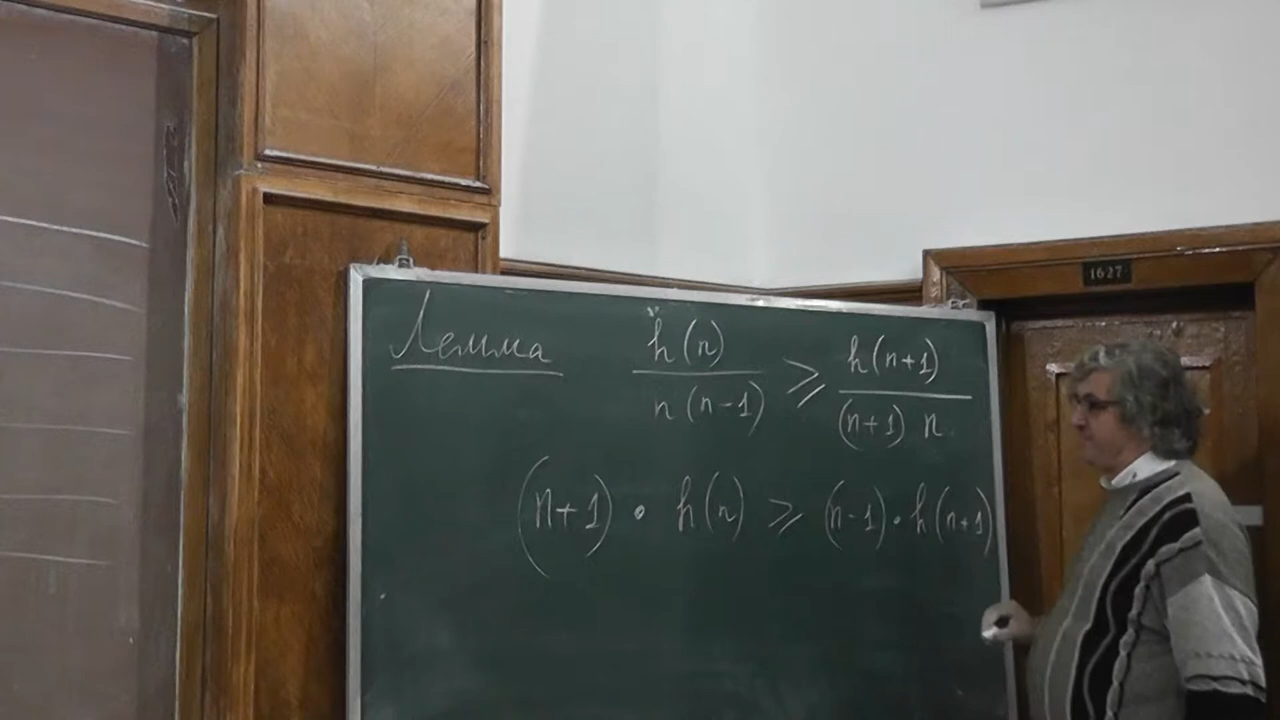 1627
Лемма h(n) / n(n-1) ⩾ h(n+1) / (n+1) n
(n+1) • h(n) ⩾ (n-1) • h(n+1)